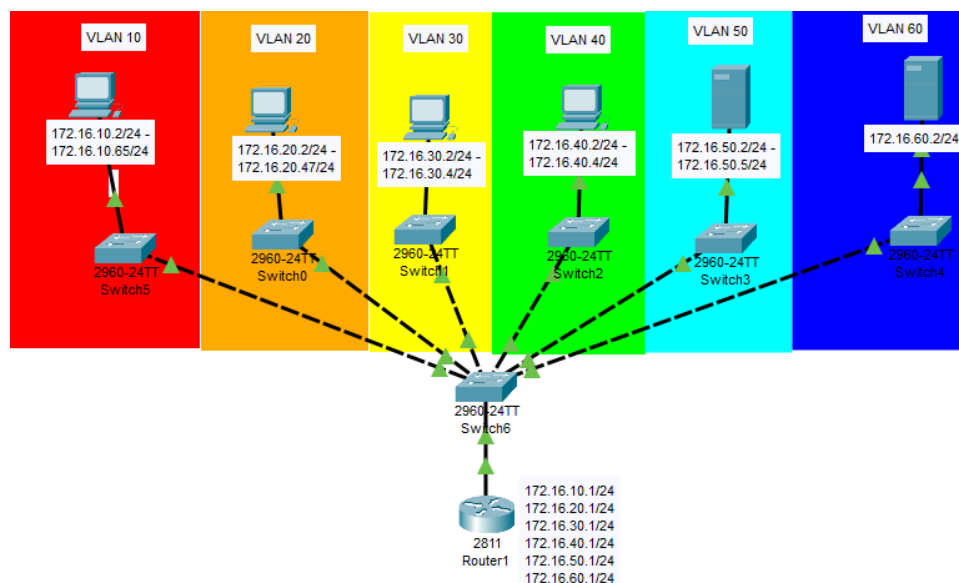 VLAN 10
VLAN 20
VLAN 30
VLAN 40
VLAN 50
VLAN 60
172.16.10.2/24 -
172.16.10.65/24
172.16.20.2/24 -
172.16.20.47/24
172.16.30.2/24 -
172.16.30.4/24
172.16.40.2/24 -
172.16.40.4/24
172.16.50.2/24 -
172.16.50.5/24
172.16.60.2/24
2960-24TT
Switch5
2960-24TT
Switch0
2960-24TT
Switch1
2960-24TT
Switch2
2960-24TT
Switch3
2960-24TT
Switch4
2960-24TT
Switch6
2811
Router1
172.16.10.1/24
172.16.20.1/24
172.16.30.1/24
172.16.40.1/24
172.16.50.1/24
172.16.60.1/24